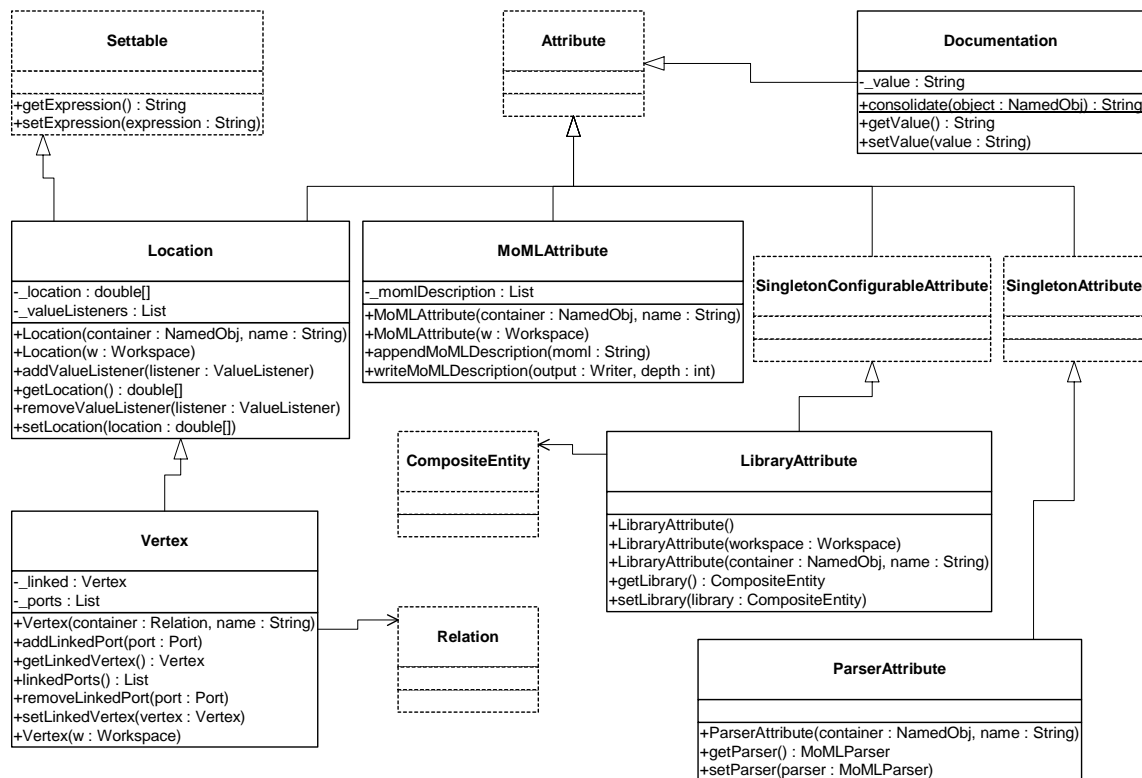 Settable
+getExpression() : String
+setExpression(expression : String)
Attribute
Documentation
-_value : String
+consolidate(object : NamedObj) : String
+getValue() : String
+setValue(value : String)
Location
-_location : double[]
-_valueListeners : List
+Location(container : NamedObj, name : String)
+Location(w : Workspace)
+addValueListener(listener : ValueListener)
+getLocation() : double[]
+removeValueListener(listener : ValueListener)
+setLocation(location : double[])
MoMLAttribute
-_momlDescription : List
+MoMLAttribute(container : NamedObj, name : String)
+MoMLAttribute(w : Workspace)
+appendMoMLDescription(moml : String)
+writeMoMLDescription(output : Writer, depth : int)
SingletonConfigurableAttribute
SingletonAttribute
CompositeEntity
LibraryAttribute
+LibraryAttribute()
+LibraryAttribute(workspace : Workspace)
+LibraryAttribute(container : NamedObj, name : String)
+getLibrary() : CompositeEntity
+setLibrary(library : CompositeEntity)
Vertex
-_linked : Vertex
-_ports : List
+Vertex(container : Relation, name : String)
+addLinkedPort(port : Port)
+getLinkedVertex() : Vertex
+linkedPorts() : List
+removeLinkedPort(port : Port)
+setLinkedVertex(vertex : Vertex)
+Vertex(w : Workspace)
Relation
ParserAttribute
+ParserAttribute(container : NamedObj, name : String)
+getParser() : MoMLParser
+setParser(parser : MoMLParser)